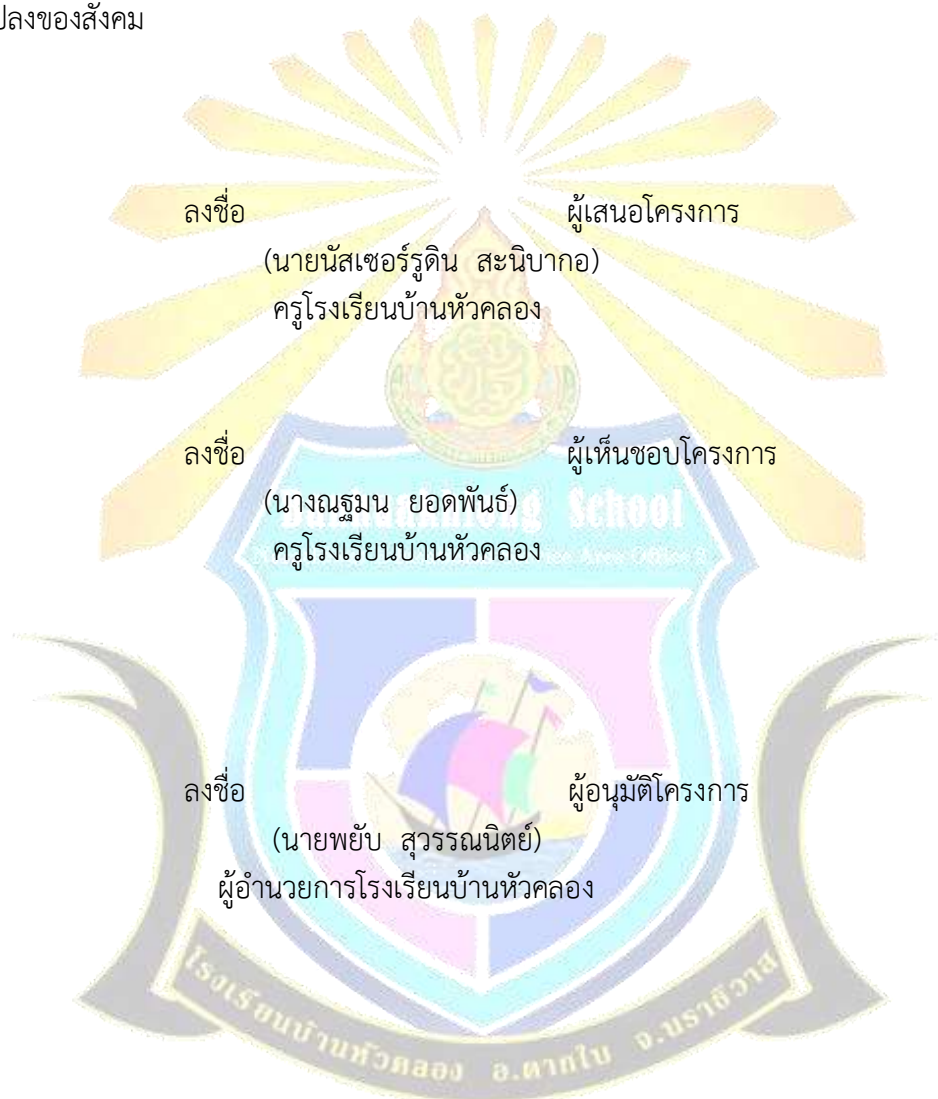 ปลงของสังคม
ลงชื่อ ผู้เสนอโครงการ
(นายนัสเซอร์รูดิน สะนิบากอ)
ครูโรงเรียนบ้านหัวคลอง
ลงชื่อ ผู้เห็นชอบโครงการ
(นางณฐมน ยอดพันธ์)
School
ครูโรงเรียนบ้านหัวคลอง
ลงชื่อ ผู้อนุมัติโครงการ
(นายพยับ สุวรรณนิตย์)
ผู้อำนวยการโรงเรียนบ้านหัวคลอง
โรงเรียนบ้านหัวคลอง อ.ตากใบ จ.นราธิวาส